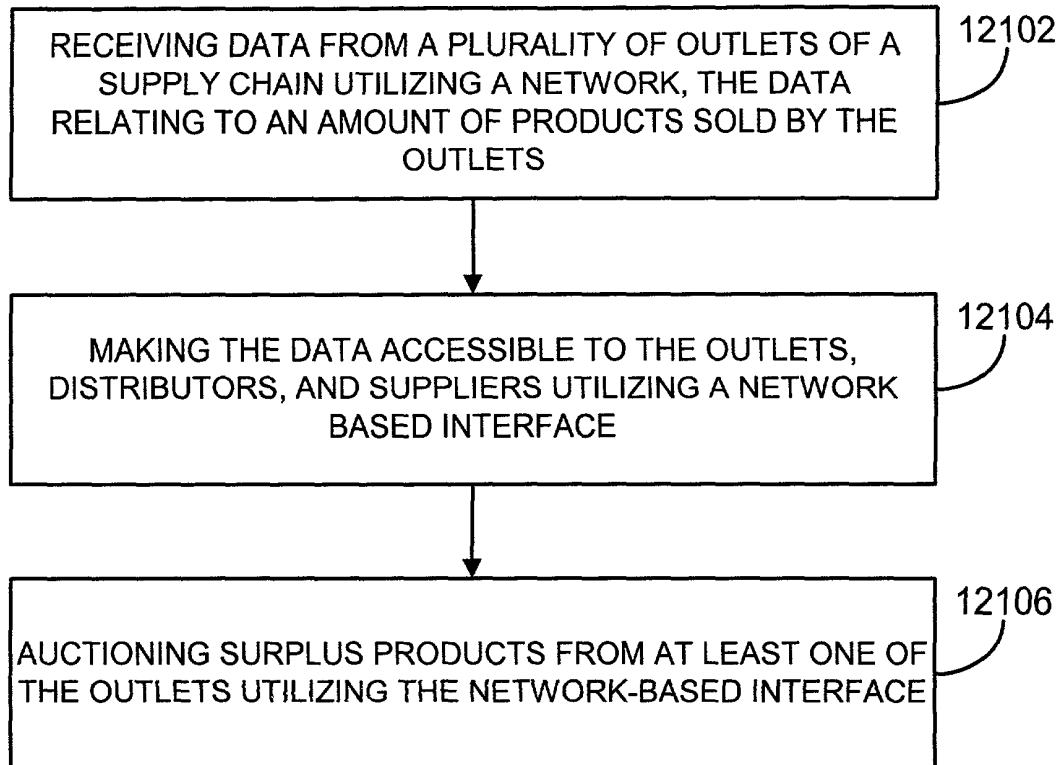 RECEIVING DATA FROM A PLURALITY OF OUTLETS OF A
SUPPLY CHAIN UTILIZING A NETWORK, THE DATA
RELATING TO AN AMOUNT OF PRODUCTS SOLD BY THE
OUTLETS
12102
MAKING THE DATA ACCESSIBLE TO THE OUTLETS,
DISTRIBUTORS, AND SUPPLIERS UTILIZING A NETWORK
BASED INTERFACE
12104
AUCTIONING SURPLUS PRODUCTS FROM AT LEAST ONE OF
THE OUTLETS UTILIZING THE NETWORK-BASED INTERFACE
12106